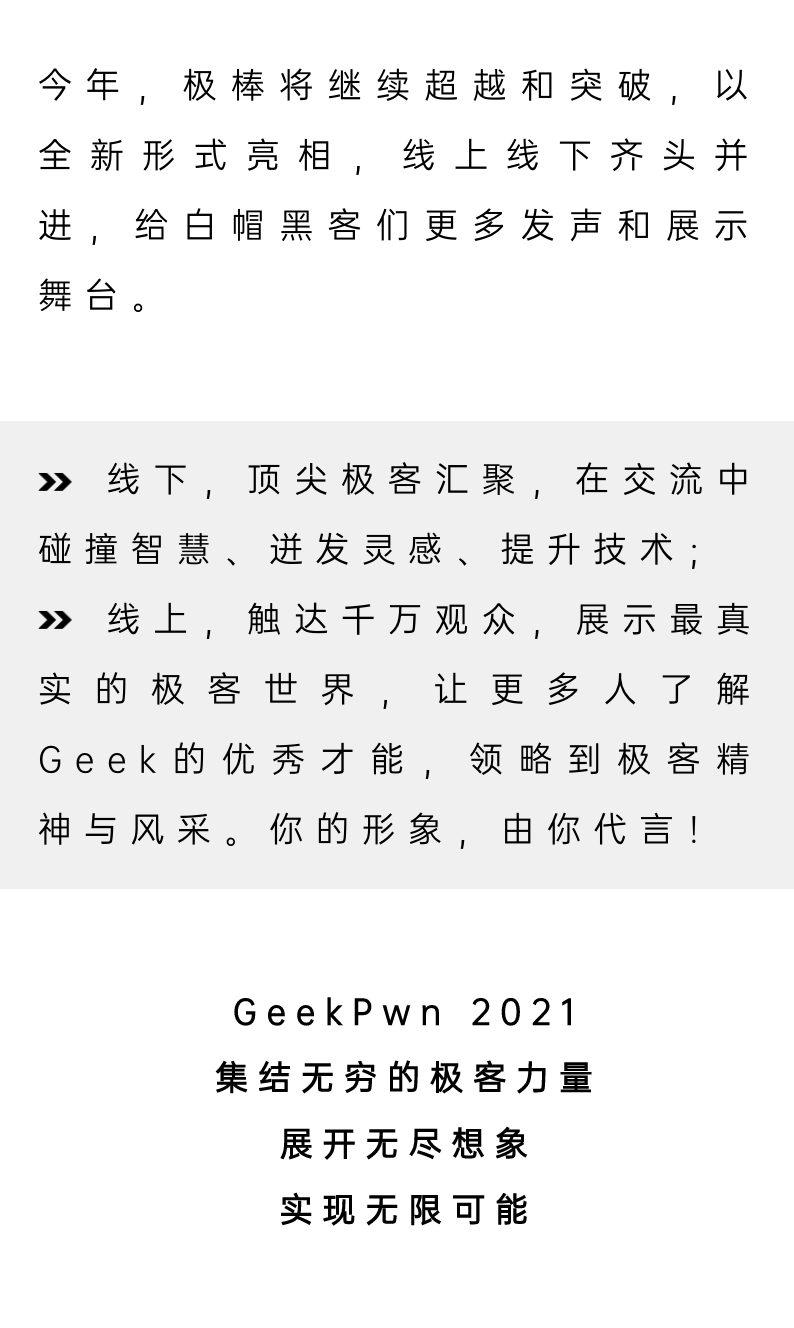 今年，极棒将继续超越和突破，以
全新形式亮相，线上线下齐头并
进，给白帽黑客们更多发声和展示
舞台。
» 线下，顶尖极客汇聚，在交流中
碰撞智慧、迸发灵感、提升技术；
» 线上，触达千万观众，展示最真
实的极客世界，让更多人了解
Geek的优秀才能，领略到极客精
神与风采。你的形象，由你代言！
GeekPwn 2021
集结无穷的极客力量
展开无尽想象
实现无限可能